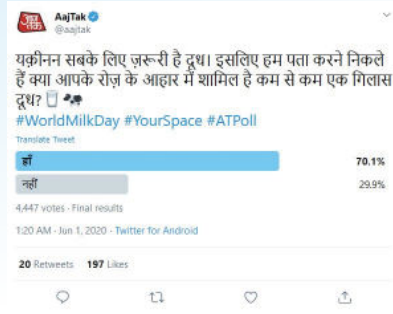 आज तक
AajTak
@aajtak
यक़ीनन सबके लिए ज़रूरी है दूध। इसलिए हम पता करने निकले
हैं क्या आपके रोज़ के आहार में शामिल है कम से कम एक गिलास
दूध?
#WorldMilkDay #YourSpace #ATPoll
Translate Tweet
हाँ 70.1%
नहीं 29.9%
4,447 votes · Final results
1:20 AM · Jun 1, 2020 · Twitter for Android
20 Retweets 197 Likes